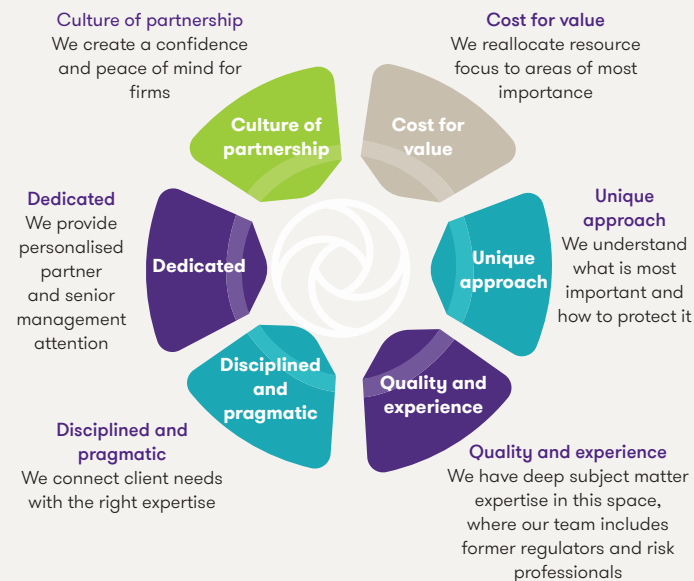 Culture of partnership
We create a confidence
and peace of mind for
firms
Cost for value
We reallocate resource
focus to areas of most
importance
Culture of
partnership
Cost for
value
Dedicated
We provide
personalised
partner
and senior
management
attention
Dedicated
Unique
approach
Unique
approach
We understand
what is most
important and
how to protect it
Disciplined
and
pragmatic
Quality and
experience
Disciplined and
pragmatic
We connect client needs
with the right expertise
Quality and experience
We have deep subject matter
expertise in this space,
where our team includes
former regulators and risk
professionals